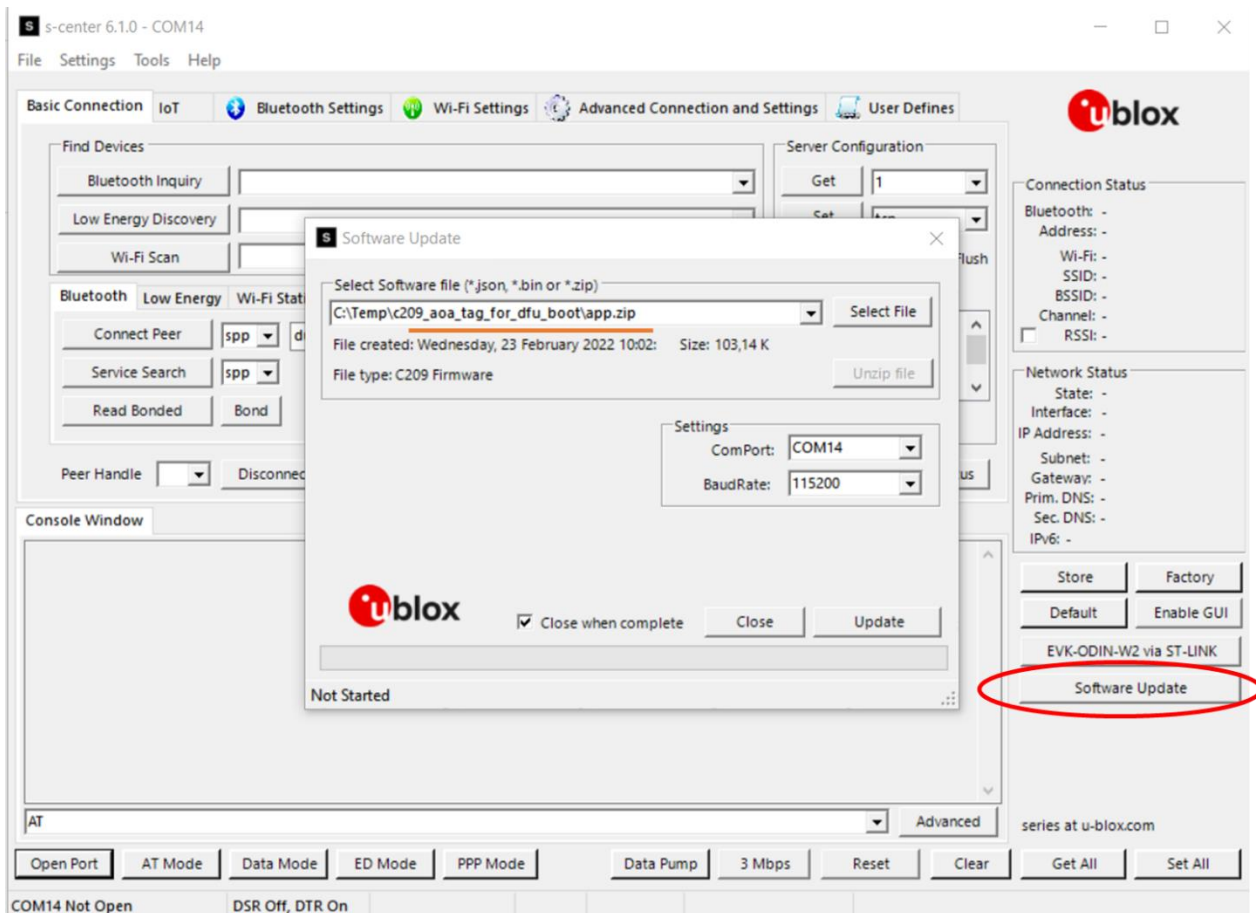 s-center 6.1.0 - COM14
File Settings Tools Help
Basic Connection IoT Bluetooth Settings Wi-Fi Settings Advanced Connection and Settings User Defines
ublox
Find Devices
Bluetooth Inquiry
Low Energy Discovery
Wi-Fi Scan
Server Configuration
Get 1
Flush
Bluetooth Low Energy
Connect Peer spp
Service Search spp
Read Bonded Bond
Peer Handle
Software Update
Select Software file (*.json, *.bin or *.zip)
C:\Temp\c209_aoa_tag_for_dfu_boot\app.zip Select File
File created: Wednesday, 23 February 2022 10:02: Size: 103,14 K
File type: C209 Firmware Unzip file
Settings
ComPort: COM14
BaudRate: 115200
ublox
Close when complete Close Update
Not Started
Connection Status
Bluetooth: -
Address: -
Wi-Fi: -
SSID: -
BSSID: -
Channel: -
RSSI: -
Network Status
State: -
Interface: -
IP Address: -
Subnet: -
Gateway: -
Prim. DNS: -
Sec. DNS: -
IPv6: -
Store Factory
Default Enable GUI
EVK-ODIN-W2 via ST-LINK
Software Update
Console Window
AT Advanced
series at u-blox.com
Open Port AT Mode Data Mode ED Mode PPP Mode Data Pump 3 Mbps Reset Clear Get All Set All
COM14 Not Open DSR Off, DTR On